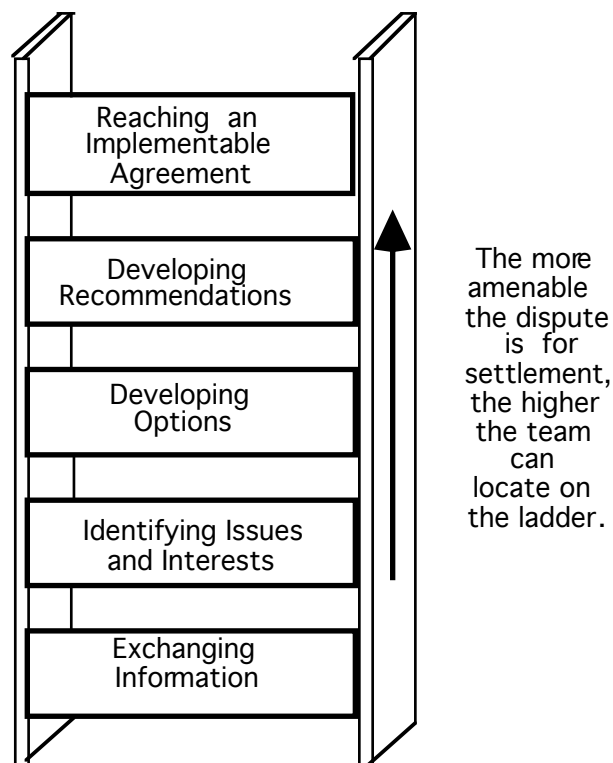 Reaching an
Implementable
Agreement
Developing
Recommendations
Developing
Options
Identifying Issues
and Interests
Exchanging
Information
The more
amenable
the dispute
is for
settlement,
the higher
the team
can
locate on
the ladder.